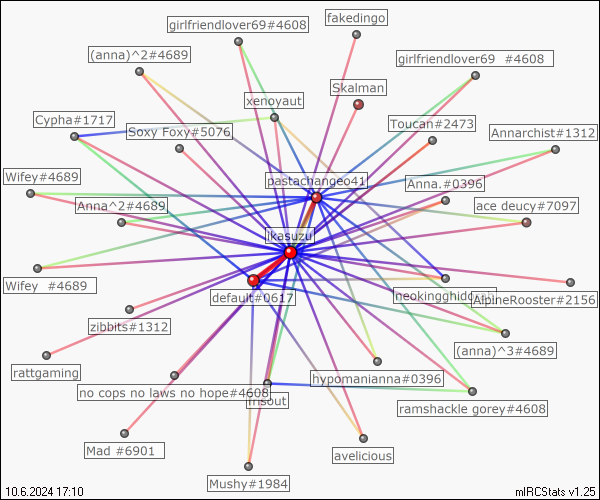 girlfriendlover69#4608
fakedingo
(anna)^2#4689
girlfriendlover69 #4608
Skalman
xenoyaut
Cypha#1717
Soxy Foxy#5076
Toucan#2473
Annarchist#1312
Wifey#4689
pastachangeo41
Anna.#0396
Anna^2#4689
ace deucy#7097
ikasuzu
Wifey #4689
default#0617
AlpineRooster#2156
zibbits#1312
(anna)^3#4689
rattgaming
hypomanianna#0396
no cops no laws no hope#4608
ramshackle gorey#4608
Mad #6901
avelicious
Mushy#1984
10.6.2024 17:10
mIRCStats v1.25